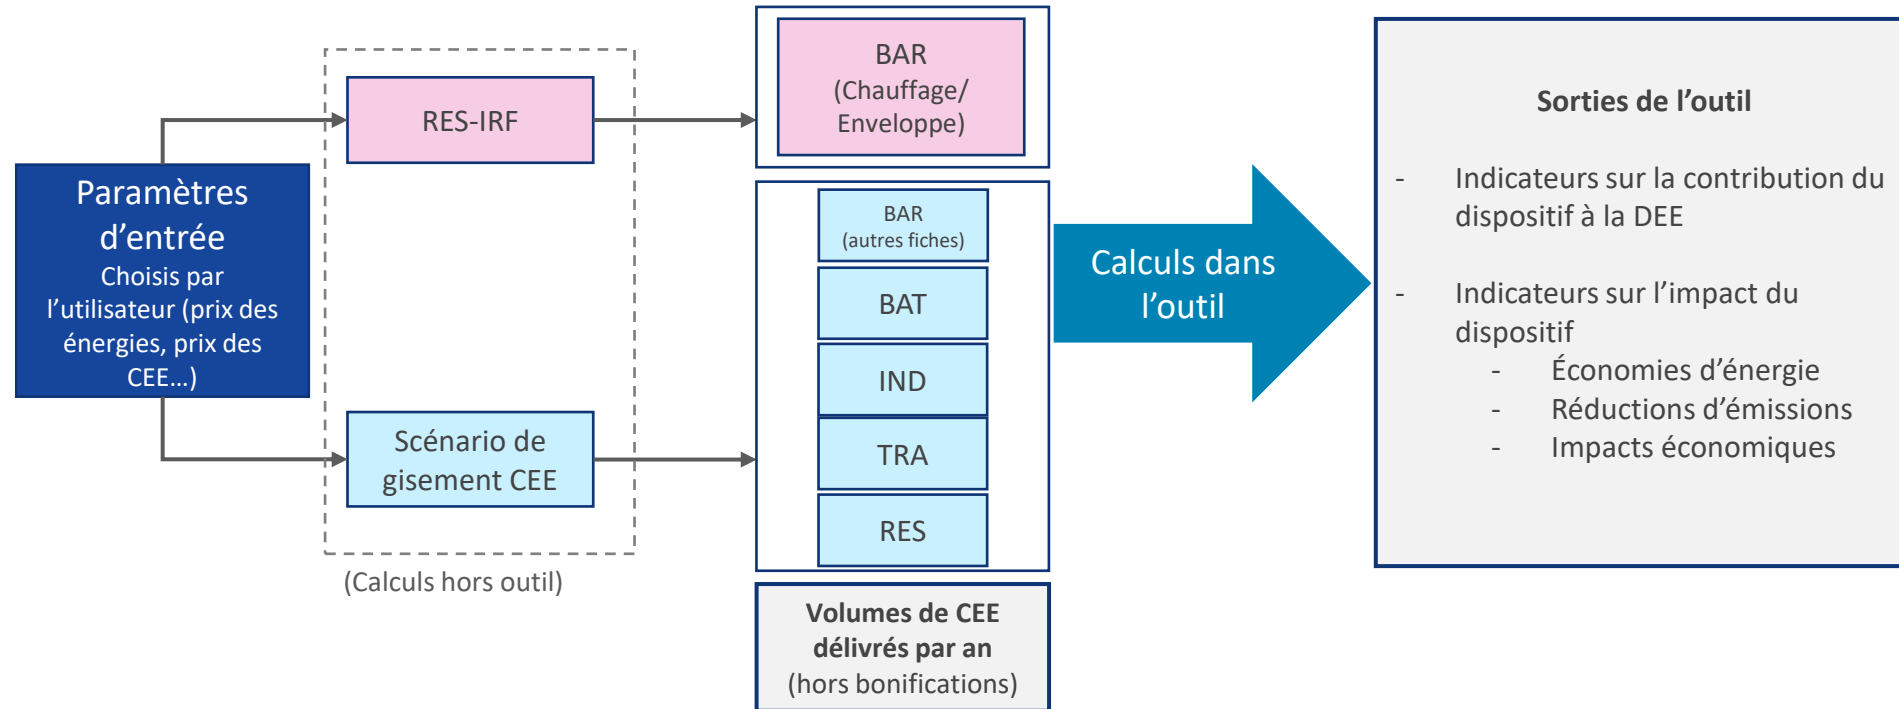 Paramètres
d'entrée
Choisis par
l'utilisateur (prix des
énergies, prix des
CEE…)
RES-IRF
Scénario de
gisement CEE
(Calculs hors outil)
BAR
(Chauffage/
Enveloppe)
BAR
(autres fiches)
BAT
IND
TRA
RES
Volumes de CEE
délivrés par an
(hors bonifications)
Calculs dans
l'outil
Sorties de l'outil
- Indicateurs sur la contribution du
dispositif à la DEE
- Indicateurs sur l'impact du
dispositif
- Économies d'énergie
- Réductions d'émissions
- Impacts économiques